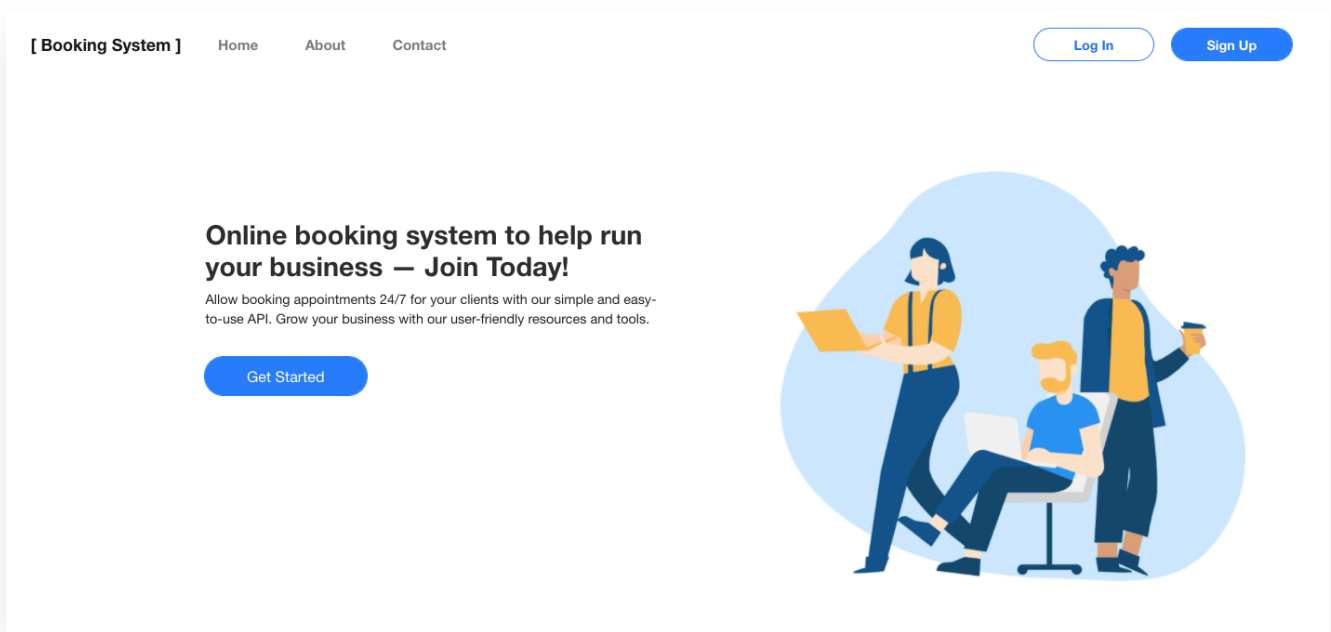 [ Booking System ] Home About Contact Log In Sign Up
Online booking system to help run
your business — Join Today!
Allow booking appointments 24/7 for your clients with our simple and easy-
to-use API. Grow your business with our user-friendly resources and tools.
Get Started